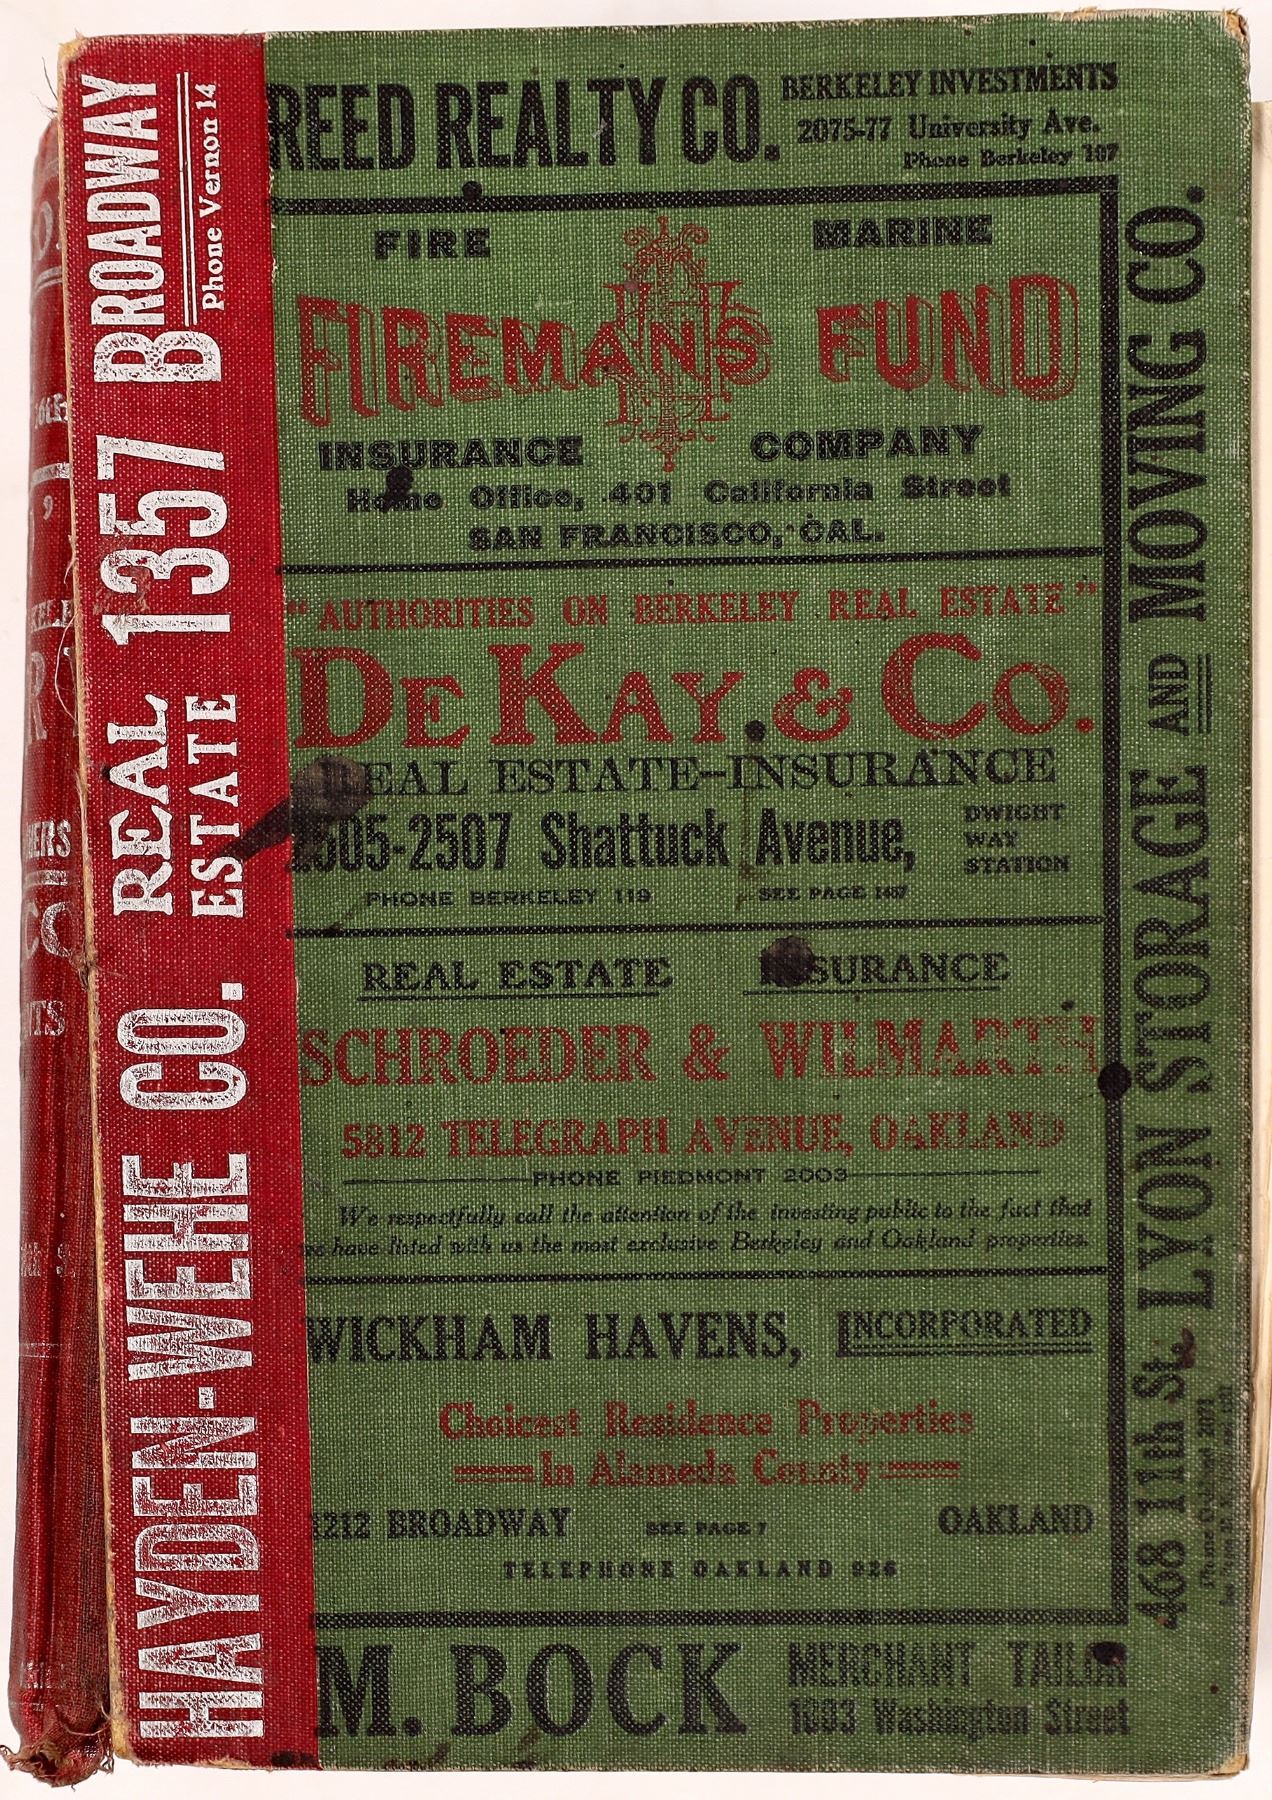 HAYDEN-WEHE CO. REAL ESTATE 1357 BROADWAY
Phone Vernon 14
REED REALTY CO.
BERKELEY INVESTMENTS
2075-77 University Ave.
Phone Berkeley 107
FIRE MARINE
FIREMAN'S FUND
INSURANCE COMPANY
Home Office, 401 California Street
SAN FRANCISCO, CAL.
"AUTHORITIES ON BERKELEY REAL ESTATE"
DEKAY & CO.
REAL ESTATE-INSURANCE
2505-2507 Shattuck Avenue,
DWIGHT
WAY
STATION
PHONE BERKELEY 119 SEE PAGE 1487
REAL ESTATE INSURANCE
SCHROEDER & WILMARTH
5812 TELEGRAPH AVENUE, OAKLAND
PHONE PIEDMONT 2003
We respectfully call the attention of the investing public to the fact that
we have listed with us the most exclusive Berkeley and Oakland properties.
WICKHAM HAVENS, INCORPORATED
Choicest Residence Properties
In Alameda County
1212 BROADWAY SEE PAGE 7 OAKLAND
TELEPHONE OAKLAND 926
M. BOCK
MERCHANT TAILOR
1003 Washington Street
468 11th St. LYON STORAGE AND MOVING CO.
Phone Oakland 2071